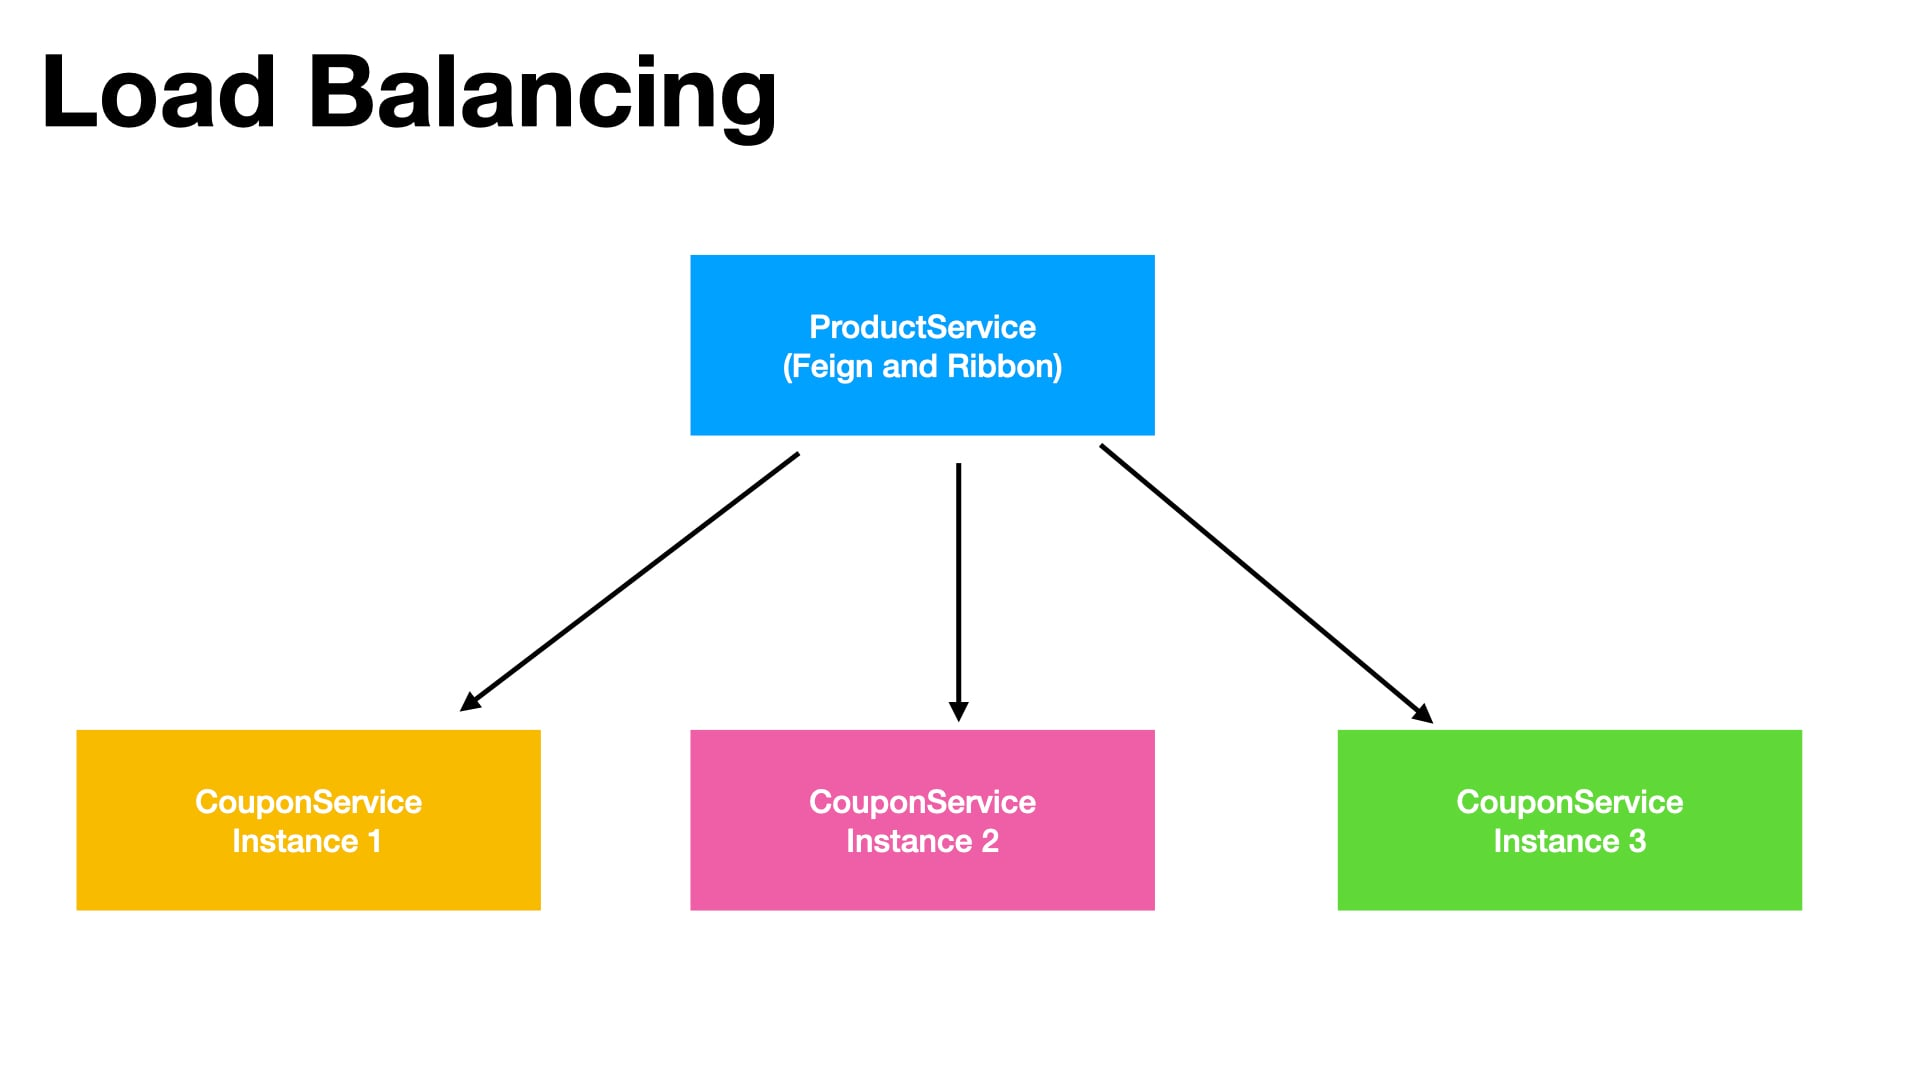 Load Balancing
ProductService
(Feign and Ribbon)
CouponService
Instance 1
CouponService
Instance 2
CouponService
Instance 3